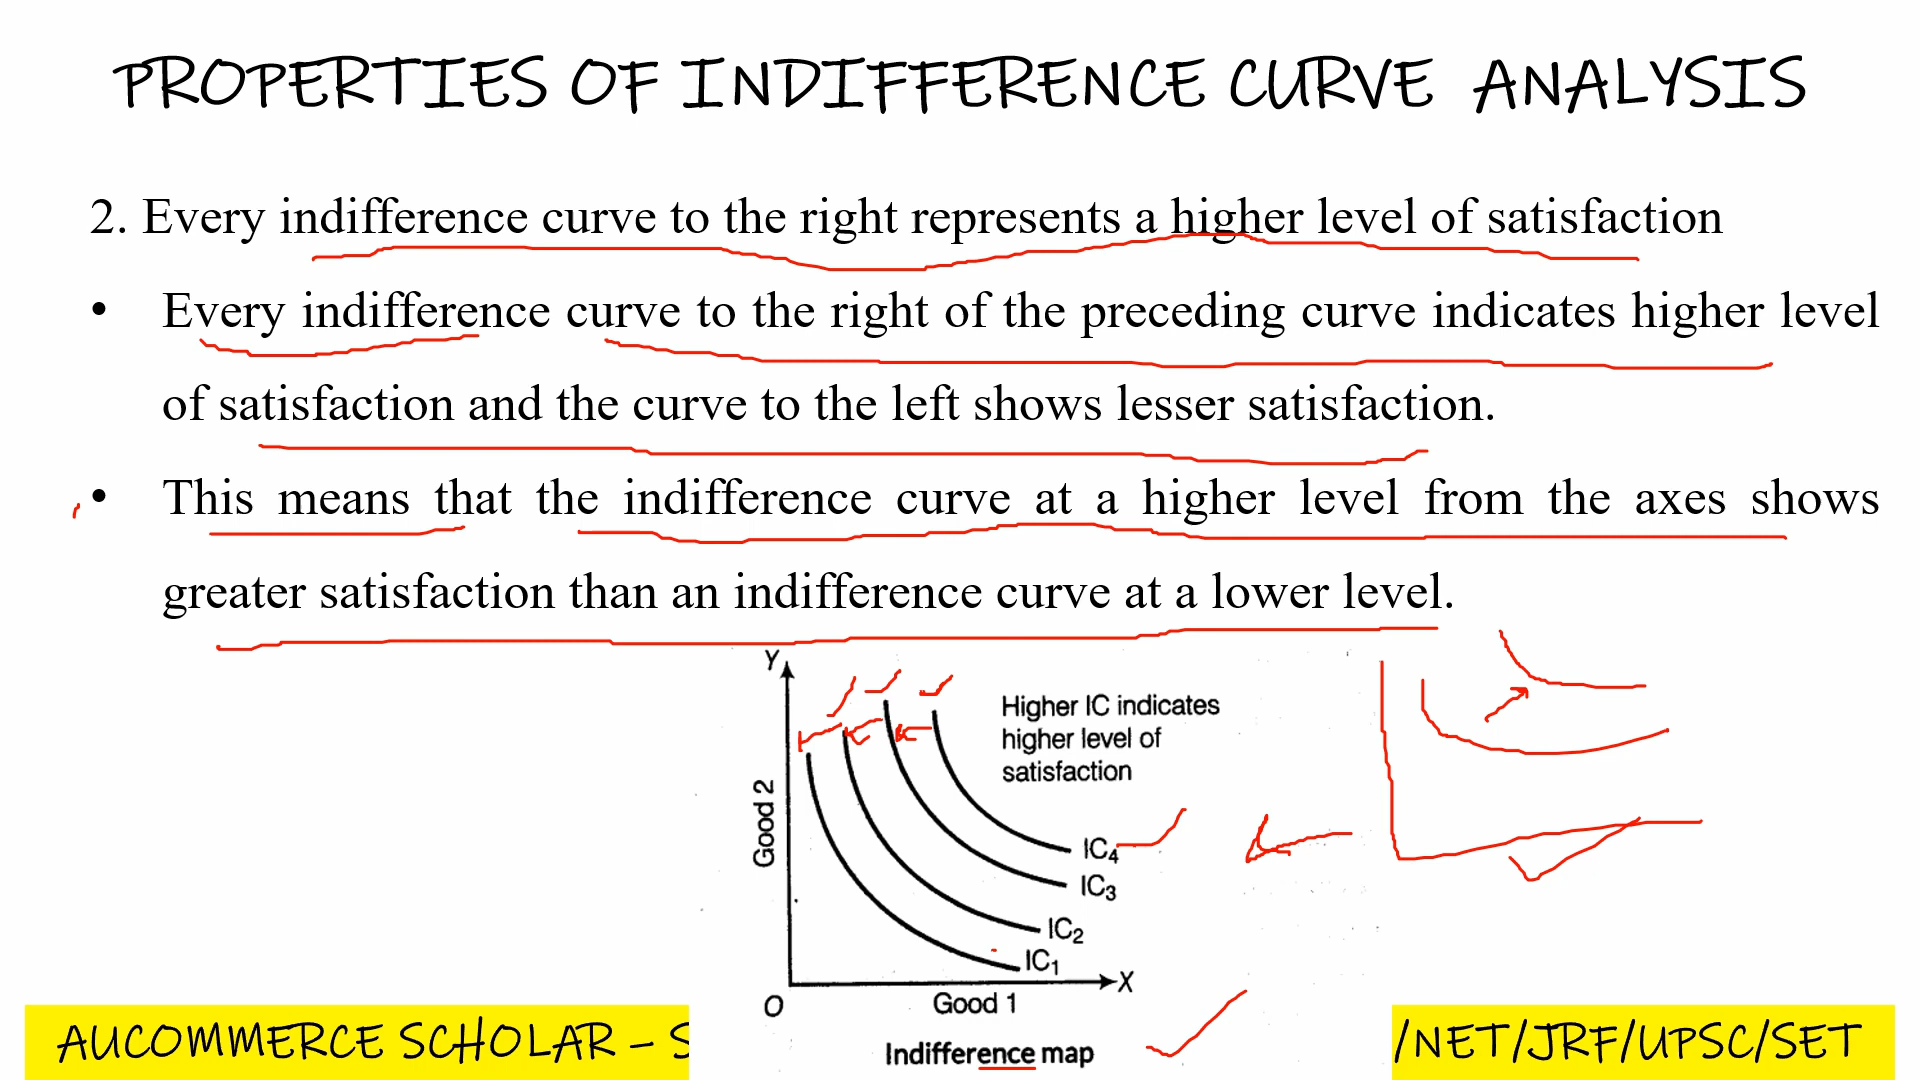 PROPERTIES OF INDIFFERENCE CURVE ANALYSIS
2. Every indifference curve to the right represents a higher level of satisfaction
• Every indifference curve to the right of the preceding curve indicates higher level
of satisfaction and the curve to the left shows lesser satisfaction.
• This means that the indifference curve at a higher level from the axes shows
greater satisfaction than an indifference curve at a lower level.
Y
Higher IC indicates
higher level of
satisfaction
Good 2
IC4
IC3
IC2
IC1
X
O
Good 1
Indifference map
AUCOMMERCE SCHOLAR – S
/NET/JRF/UPSC/SET